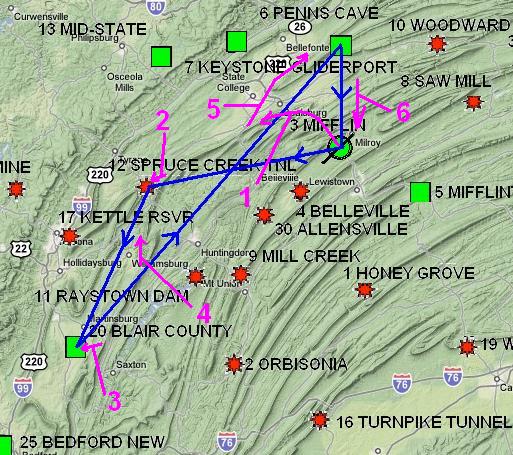 Curwensville
6 PENNS CAVE
26
10 WOODWARD
13 MID-STATE
Philipsburg
Bellefonte
7 KEYSTONE GLIDERPORT
Osceola
Mills
State
College
8 SAW MILL
5
6
2
3 MIFFLIN
Milroy
Tyrone
12 SPRUCE CREEK TNL
220
MINE
Belleville
Lewistown
1
5 MIFFLINT
4 BELLEVILLE
17 KETTLE RSVR
30 ALLENSVILLE
99
22
Hollidaysburg
Williamsburg
Huntingdon
9 MILL CREEK
Mt Union
1 HONEY GROVE
11 RAYSTOWN DAM
4
Martinsburg
20 BLAIR COUNTY
19 W
220
Saxton
2 ORBISONIA
99
3
76
76
16 TURNPIKE TUNNEL
25 BEDFORD NEW
76
Bedford